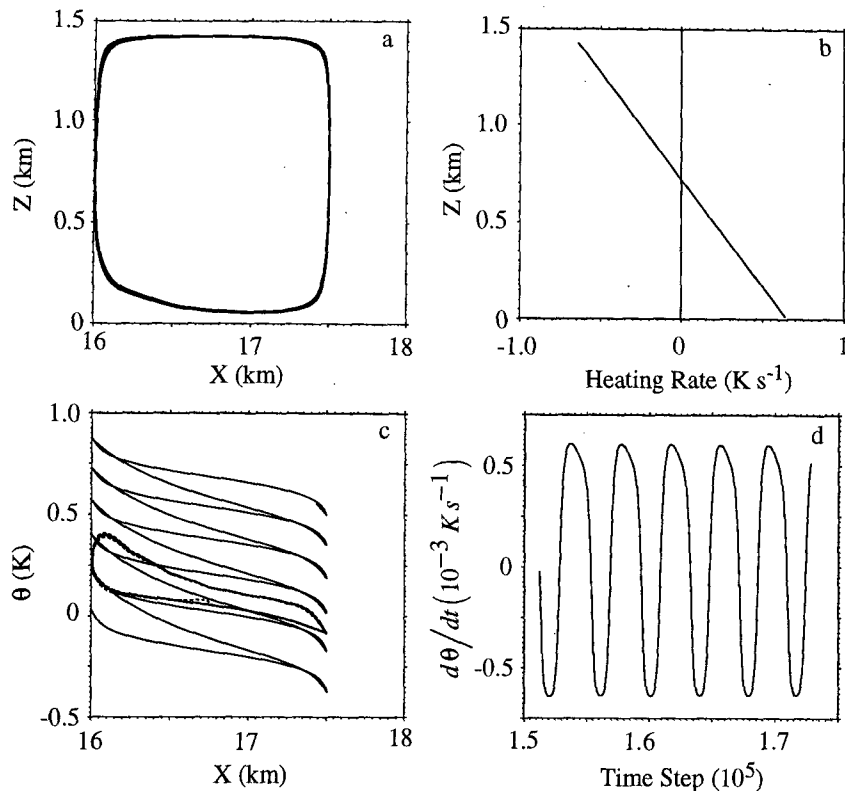 1.5
1.0
0.5
0
Z (km)
a
16
17
18
X (km)
1.5
1.0
0.5
0
Z (km)
b
-1.0
0
1
Heating Rate (K s-1)
1.0
0.5
0
-0.5
θ (K)
c
16
17
18
X (km)
0.5
0
-0.5
dθ/dt (10−3 K s−1)
d
1.5
1.6
1.7
Time Step (10⁵)